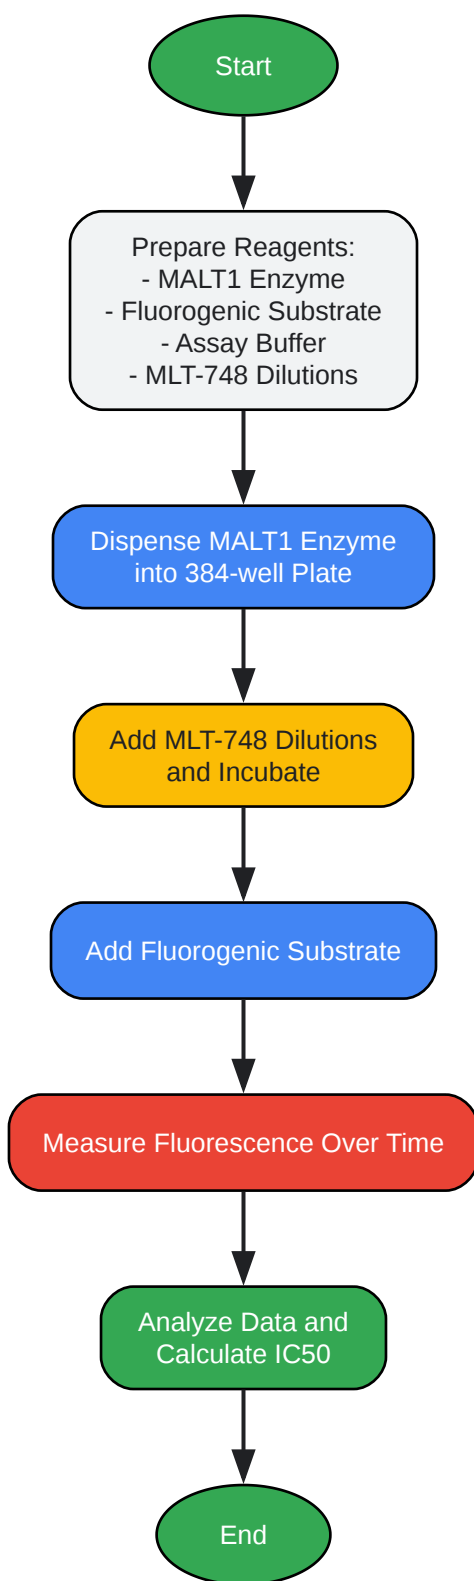 Start
Prepare Reagents:
- MALT1 Enzyme
- Fluorogenic Substrate
- Assay Buffer
- MLT-748 Dilutions
Dispense MALT1 Enzyme
into 384-well Plate
Add MLT-748 Dilutions
and Incubate
Add Fluorogenic Substrate
Measure Fluorescence Over Time
Analyze Data and
Calculate IC50
End